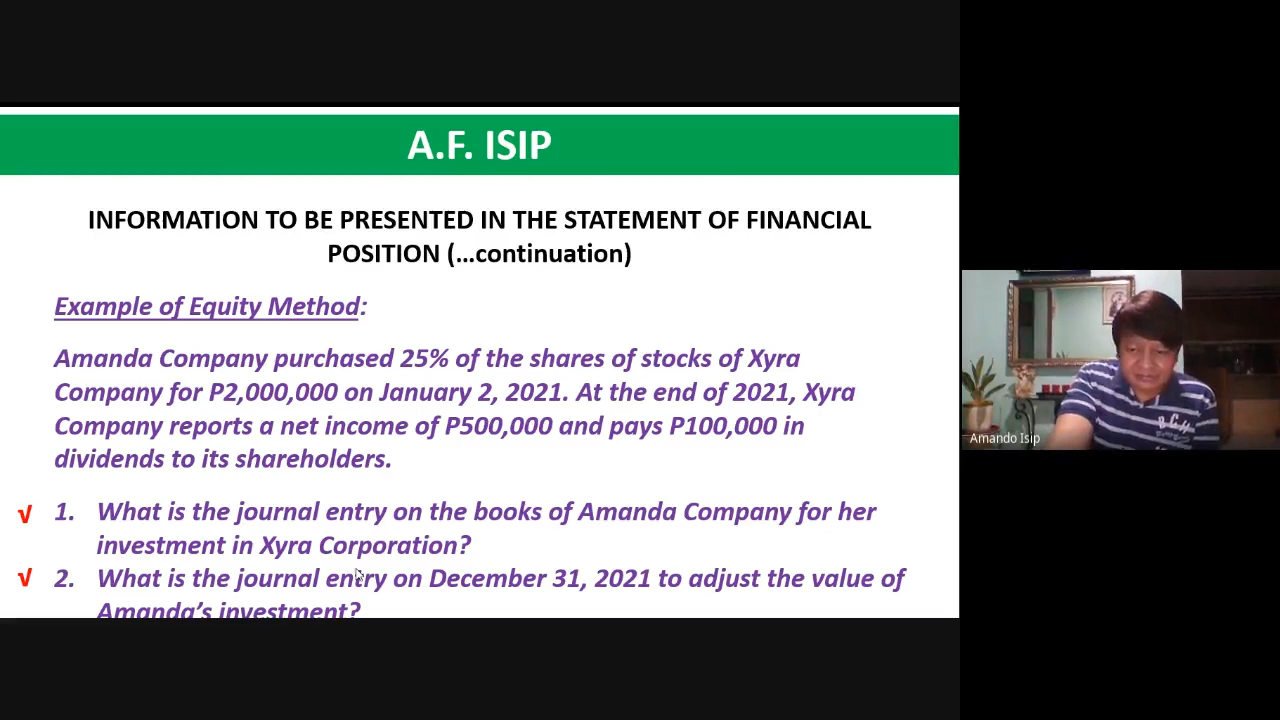 A.F. ISIP
INFORMATION TO BE PRESENTED IN THE STATEMENT OF FINANCIAL
POSITION (...continuation)
Example of Equity Method:
Amanda Company purchased 25% of the shares of stocks of Xyra
Company for P2,000,000 on January 2, 2021. At the end of 2021, Xyra
Company reports a net income of P500,000 and pays P100,000 in
dividends to its shareholders.
√ 1. What is the journal entry on the books of Amanda Company for her
investment in Xyra Corporation?
√ 2. What is the journal entry on December 31, 2021 to adjust the value of
Amanda's investment?
Amando Isip